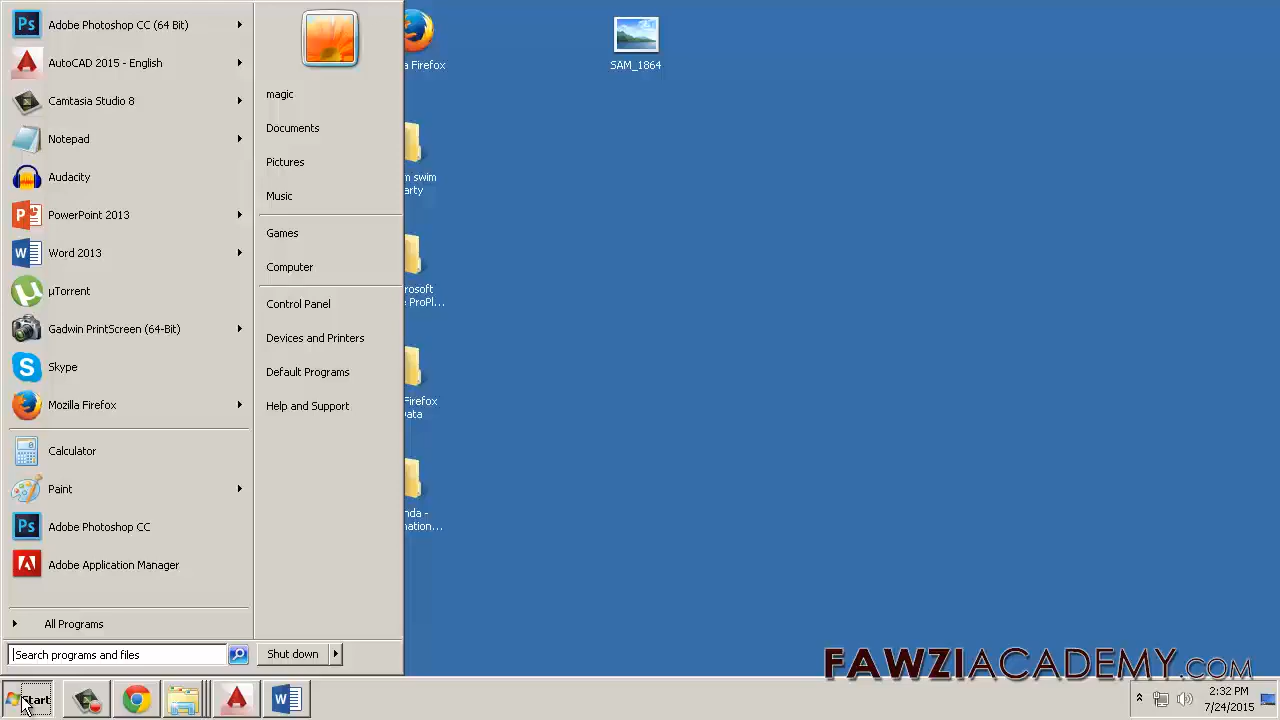 Adobe Photoshop CC (64 Bit)
AutoCAD 2015 - English
Camtasia Studio 8
Notepad
Audacity
PowerPoint 2013
Word 2013
µTorrent
Gadwin PrintScreen (64-Bit)
Skype
Mozilla Firefox
Calculator
Paint
Adobe Photoshop CC
Adobe Application Manager
All Programs
Search programs and files
magic
Documents
Pictures
Music
Games
Computer
Control Panel
Devices and Printers
Default Programs
Help and Support
Shut down
a Firefox
m swim
arty
rosoft
ProPl...
Firefox
ata
nda -
nation...
SAM_1864
FAWZIACADEMY.COM
Start
2:32 PM
7/24/2015